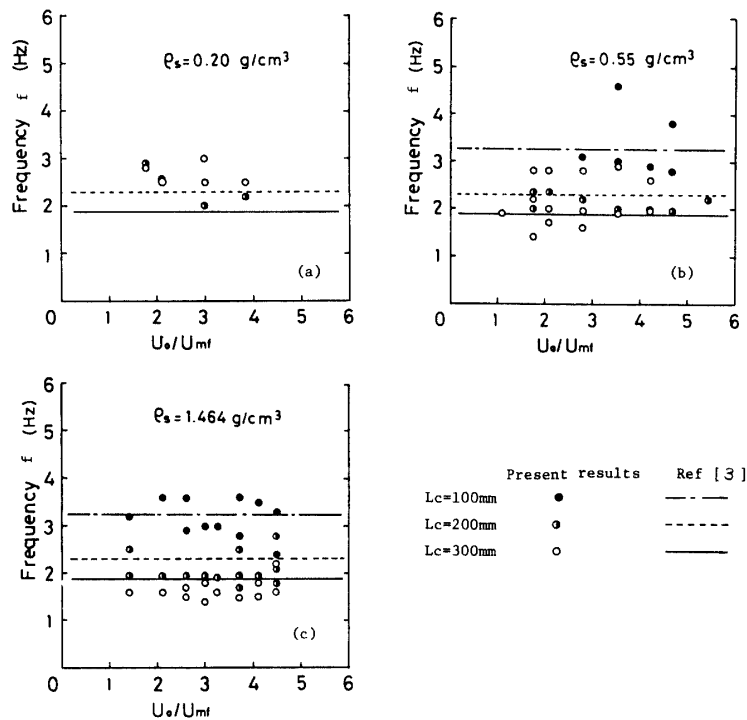 6
(a)
5
ϱs=0.20 g/cm³
4
3
2
1
0
1 2 3 4 5 6
Frequency f (Hz)
Uo/Umf
6
(b)
5
ϱs=0.55 g/cm³
4
3
2
1
0
1 2 3 4 5 6
Frequency f (Hz)
Uo/Umf
6
5
ϱs=1.464 g/cm³
4
3
2
1
(c)
0
1 2 3 4 5 6
Frequency f (Hz)
Uo/Umf
Present results Ref [3]
Lc=100mm
Lc=200mm
Lc=300mm